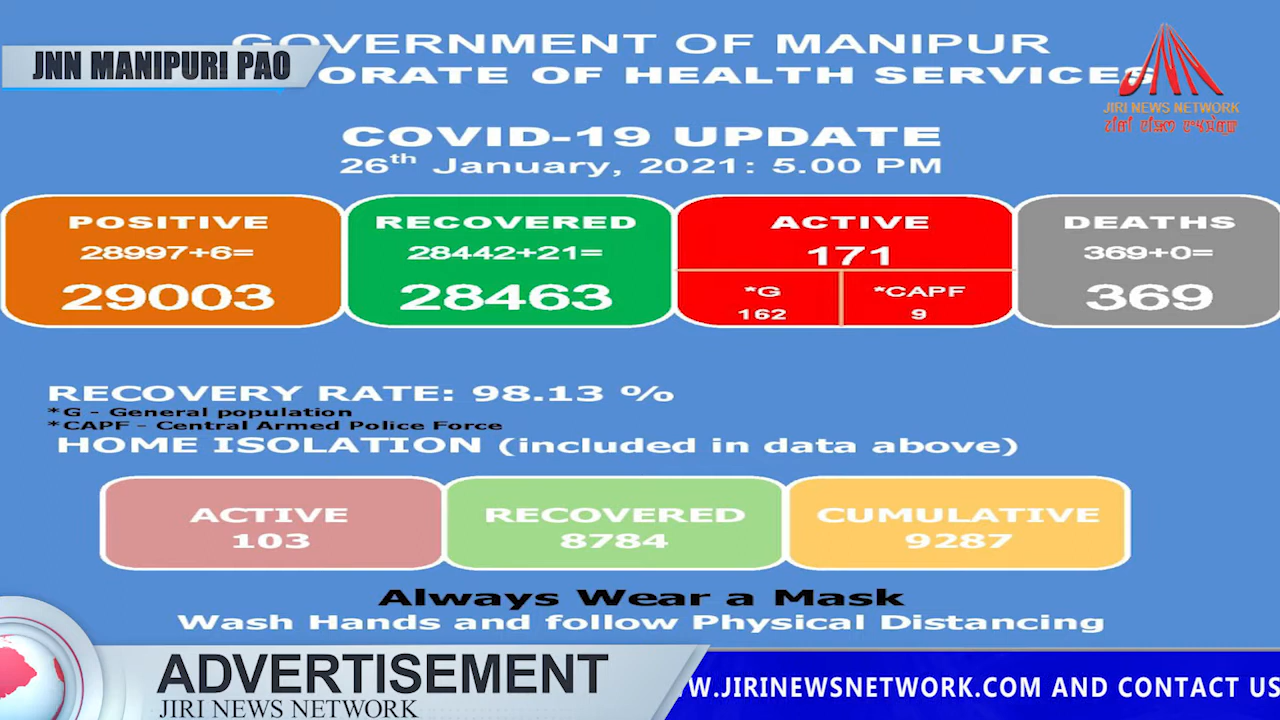 GOVERNMENT OF MANIPUR
JNN MANIPURI PAO
ORATE OF HEALTH SERVICES
JIRI NEWS NETWORK
COVID-19 UPDATE
26th January, 2021: 5.00 PM
POSITIVE
28997+6=
29003
RECOVERED
28442+21=
28463
ACTIVE
171
*G
162
*CAPF
9
DEATHS
369+0=
369
RECOVERY RATE: 98.13 %
*G - General population
*CAPF - Central Armed Police Force
HOME ISOLATION (included in data above)
ACTIVE
103
RECOVERED
8784
CUMULATIVE
9287
Always Wear a Mask
Wash Hands and follow Physical Distancing
ADVERTISEMENT
JIRI NEWS NETWORK
W.JIRINEWSNETWORK.COM AND CONTACT US